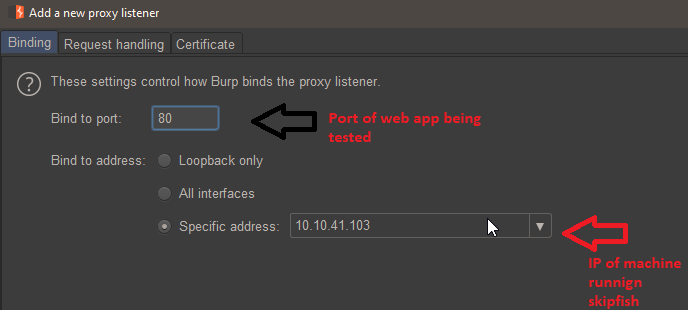 Add a new proxy listener
Binding
Request handling
Certificate
? These settings control how Burp binds the proxy listener.
Bind to port: 80
Port of web app being
tested
Bind to address: Loopback only
All interfaces
Specific address: 10.10.41.103
IP of machine
runnign
skipfish